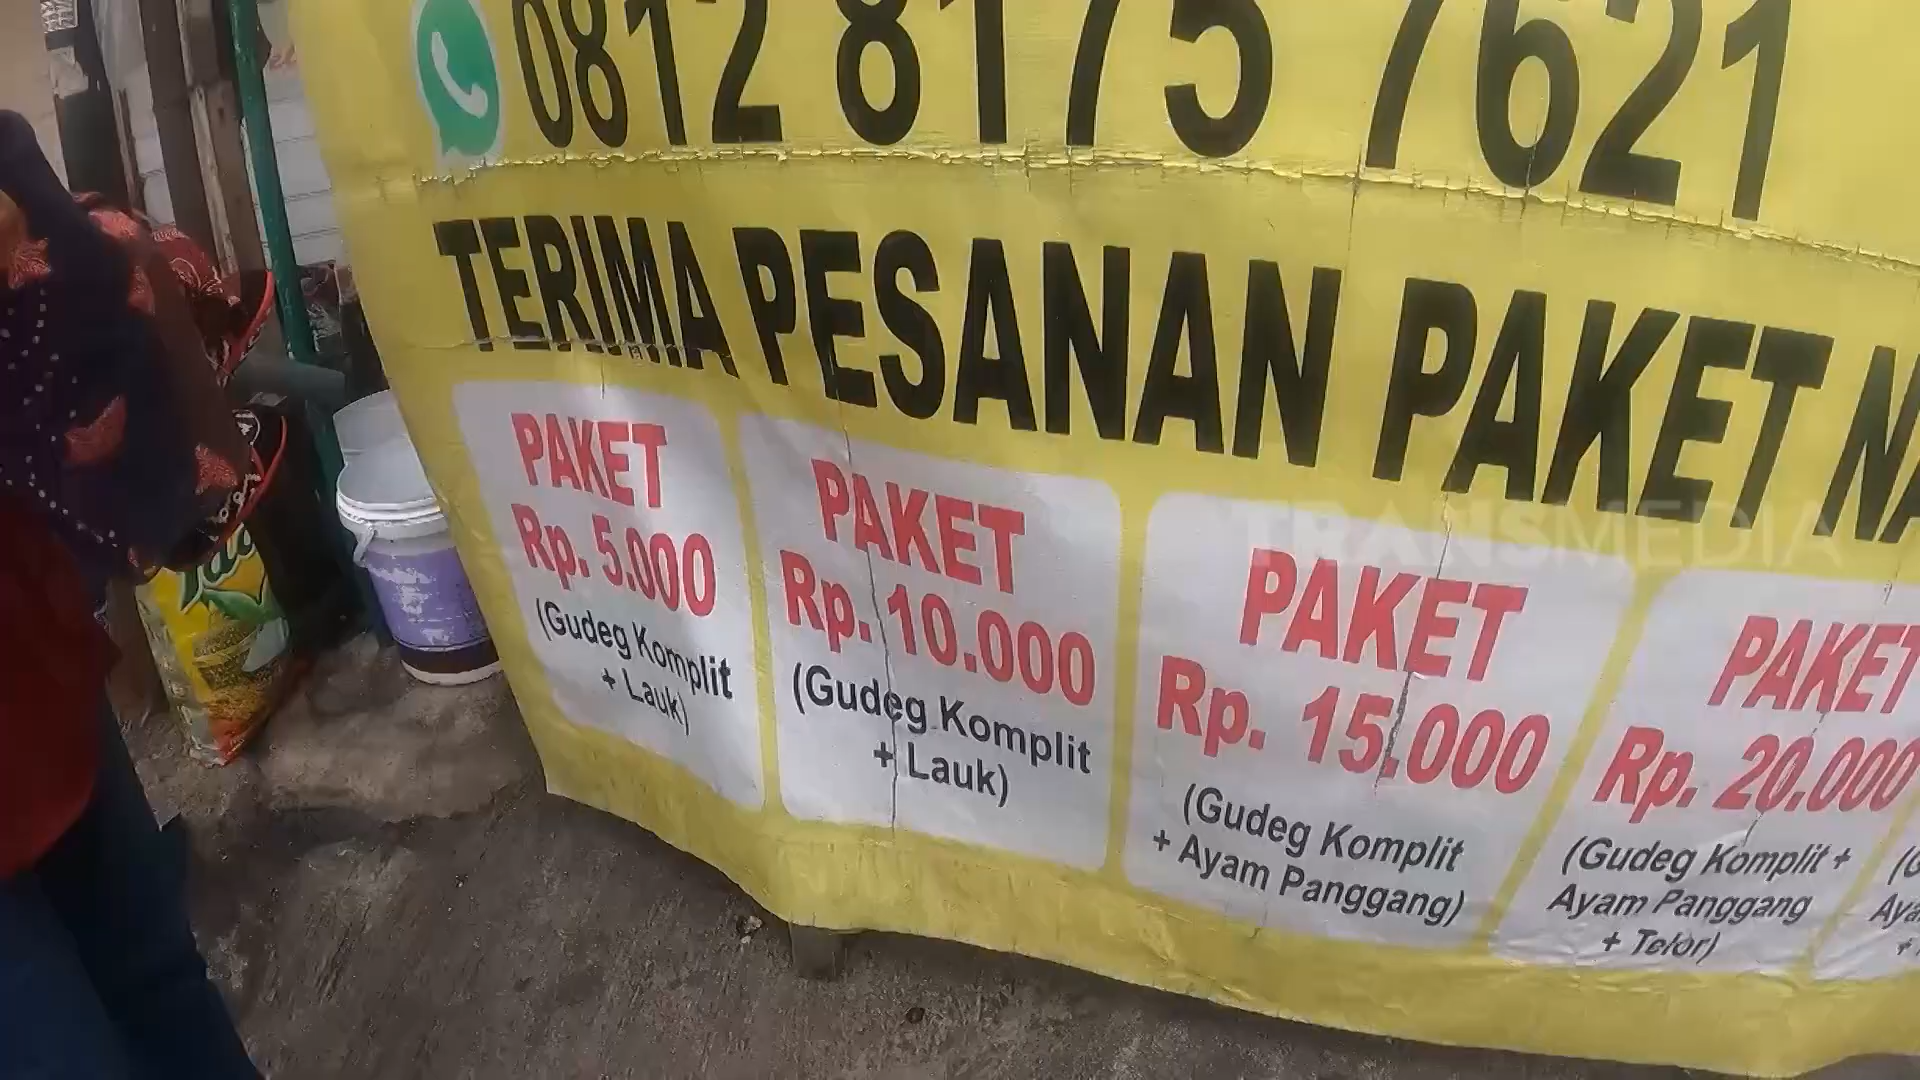 0812 8175 7621
TERIMA PESANAN PAKET
PAKET
Rp. 5.000
(Gudeg Komplit
+ Lauk)
PAKET
Rp. 10.000
(Gudeg Komplit
+ Lauk)
PAKET
Rp. 15.000
(Gudeg Komplit
+ Ayam Panggang)
PAKET
Rp. 20.000
(Gudeg Komplit +
Ayam Panggang
+ Telor)
TRANSMEDIA